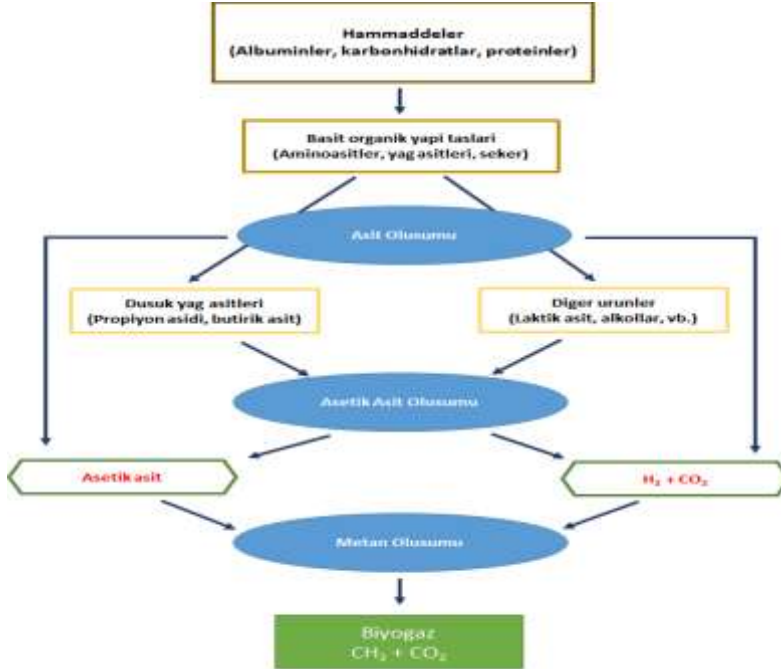 Hammaddeler
(Albuminler, karbonhidratlar, proteinler)
Basit organik yapi taslari
(Aminoasitler, yag asitleri, seker)
Asit Olusumu
Dusuk yag asitleri
(Propiyon asidi, butirik asit)
Diger urunler
(Laktik asit, alkollar, vb.)
Asetik Asit Olusumu
Asetik asit
H₂ + CO₂
Metan Olusumu
Biyogaz
CH₂ + CO₂